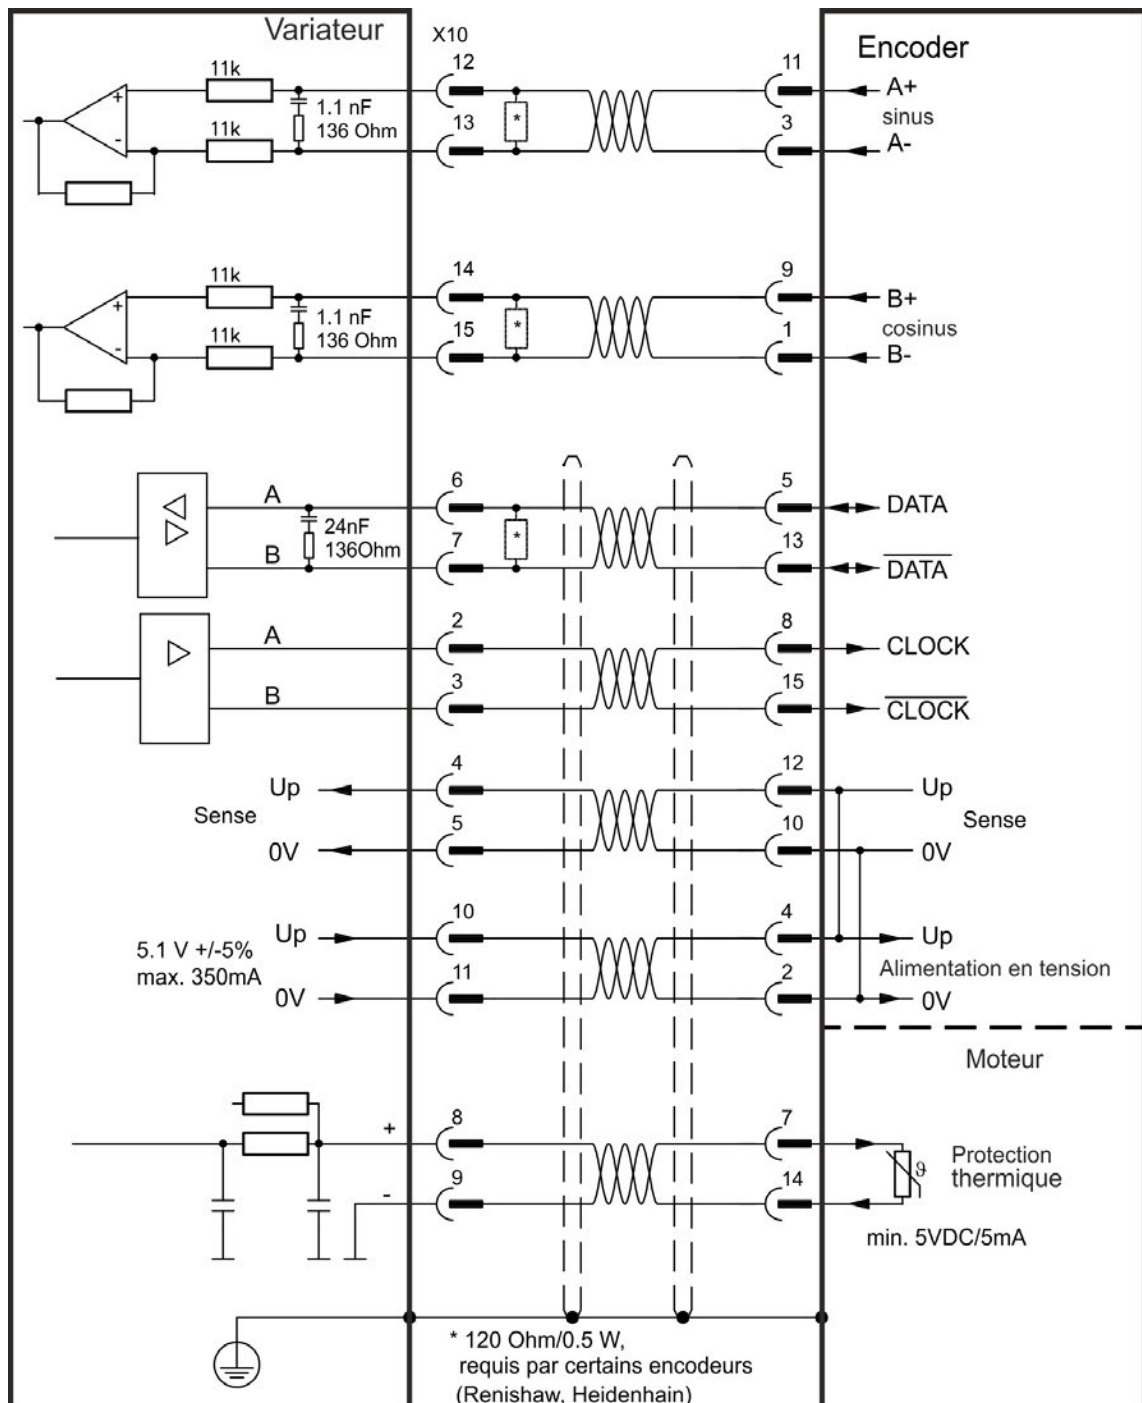 Variateur
X10
Encoder
11k
12
11
A+
1.1 nF
136 Ohm
sinus
+
-
11k
13
3
A-
11k
14
9
B+
1.1 nF
136 Ohm
cosinus
+
-
11k
15
1
B-
A
6
5
DATA
24nF
136Ohm
*
*
*
B
7
13
DATA
A
2
8
CLOCK
B
3
15
CLOCK
Up
4
12
Up
Sense
Sense
0V
5
10
0V
Up
10
4
Up
5.1 V +/-5%
max. 350mA
Alimentation en tension
0V
11
2
0V
Moteur
+
8
7
Protection
thermique
ϑ
-
9
14
min. 5VDC/5mA
* 120 Ohm/0.5 W,
requis par certains encodeurs
(Renishaw, Heidenhain)